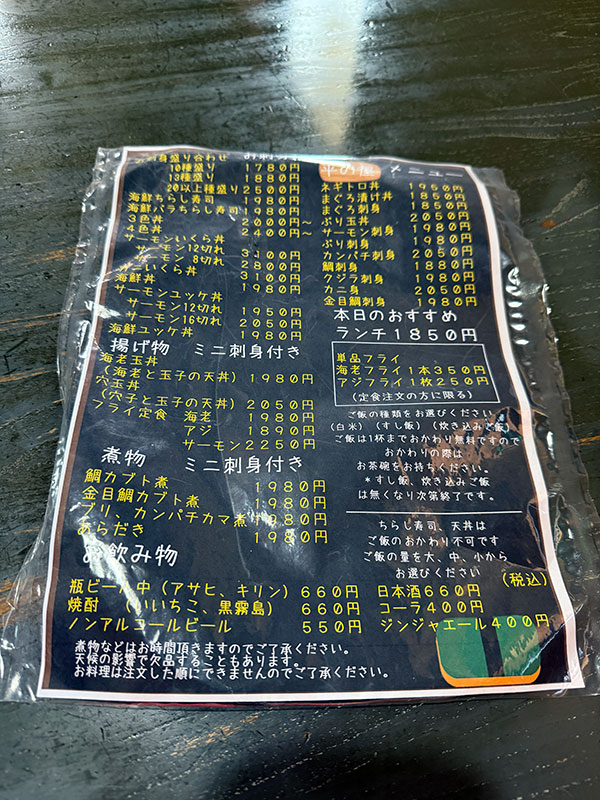 平の屋 メニュー
お刺身
お刺身盛り合わせ
10種盛り 1780円
13種盛り 1880円
20以上種盛り 2500円
海鮮ちらし寿司 1980円
海鮮バラちらし寿司 1980円
3色丼 2000円～
4色丼 2400円～
サーモンいくら丼
サーモン12切れ 3100円
サーモン8切れ 2800円
ミニいくら丼 3100円
海鮮丼 1980円
サーモンユッケ丼
サーモン12切れ 1950円
サーモン16切れ 2050円
海鮮ユッケ丼 1980円
揚げ物 ミニ刺身付き
海老玉丼
(海老と玉子の天丼) 1980円
穴玉丼
(穴子と玉子の天丼) 2050円
フライ定食 海老 1980円
アジ 1890円
サーモン2250円
煮物 ミニ刺身付き
鯛カブト煮 1980円
金目鯛カブト煮 1980円
ブリ、カンパチカマ煮 1980円
あらだき 1980円
お飲み物
瓶ビール中(アサヒ、キリン)660円
焼酎 (いいちこ、黒霧島) 660円
ノンアルコールビール 550円
ネギトロ丼 1950円
まぐろ漬け丼 1850円
まぐろ刺身 2050円
ぶり玉丼
サーモン刺身 1980円
ぶり刺身 1980円
カンパチ刺身 2050円
鯛刺身 1880円
クジラ刺身 1980円
カニ身 2050円
金目鯛刺身 1980円
本日のおすすめ
ランチ1850円
単品フライ
海老フライ1本350円
アジフライ1枚250円
(定食注文の方に限る)
ご飯の種類をお選びください
(白米) (すし飯) (炊き込みご飯)
ご飯は1杯までおかわり無料ですので
おかわりの際は
お茶碗をお持ちください。
*すし飯、炊き込みご飯
は無くなり次第終了です。
ちらし寿司、天丼は
ご飯のおかわり不可です
ご飯の量を大、中、小から
お選びください
(税込)
日本酒660円
コーラ400円
ジンジャエール400円
煮物などはお時間頂きますのでご了承ください。
天候の影響で欠品することもあります。
お料理は注文した順にできませんのでご了承ください。